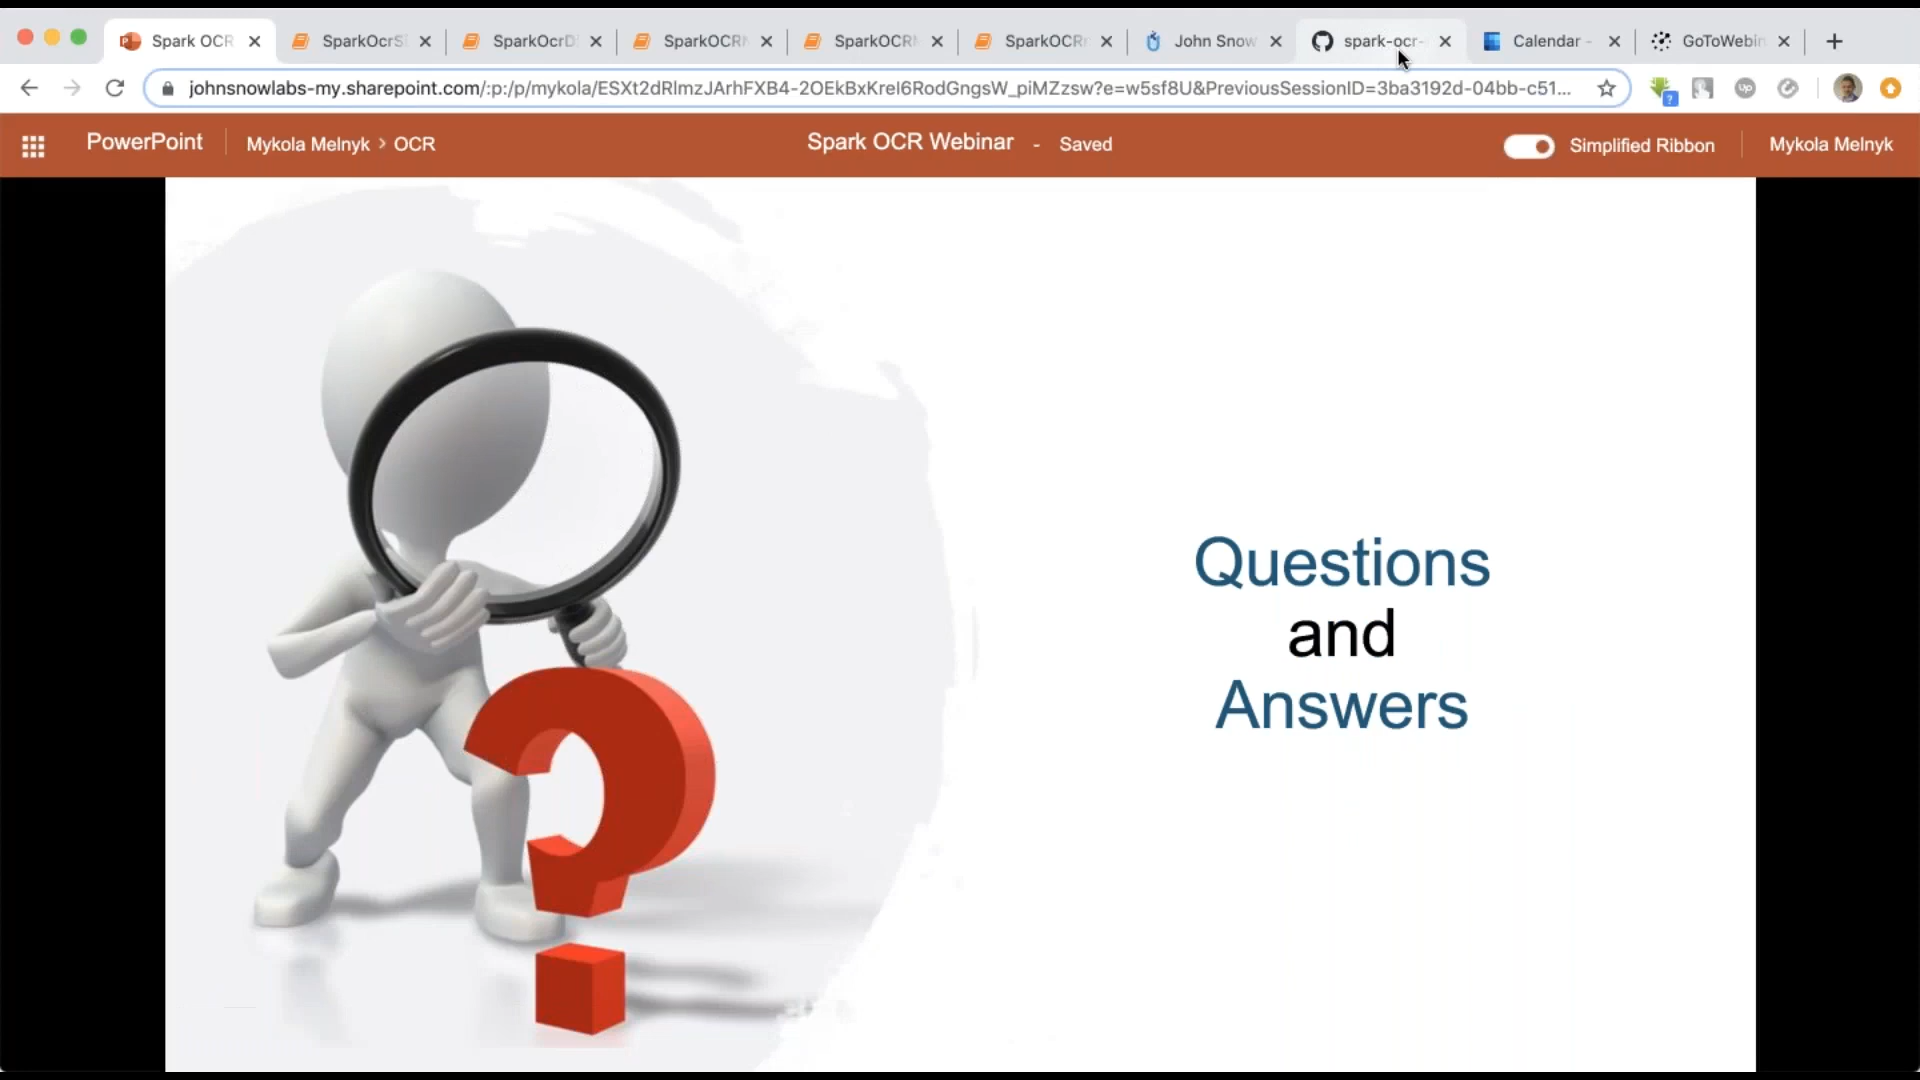 Spark OCR
SparkOcrSi
SparkOcrD
SparkOCR
SparkOCR
SparkOCR
John Snow
spark-ocr-
Calendar -
GoToWebin
johnsnowlabs-my.sharepoint.com/:p:/p/mykola/ESXt2dRlmzJArhFXB4-2OEkBxKreI6RodGngsW_piMZzsw?e=w5sf8U&PreviousSessionID=3ba3192d-04bb-c51...
PowerPoint
Mykola Melnyk > OCR
Spark OCR Webinar - Saved
Simplified Ribbon
Mykola Melnyk
Questions
and
Answers